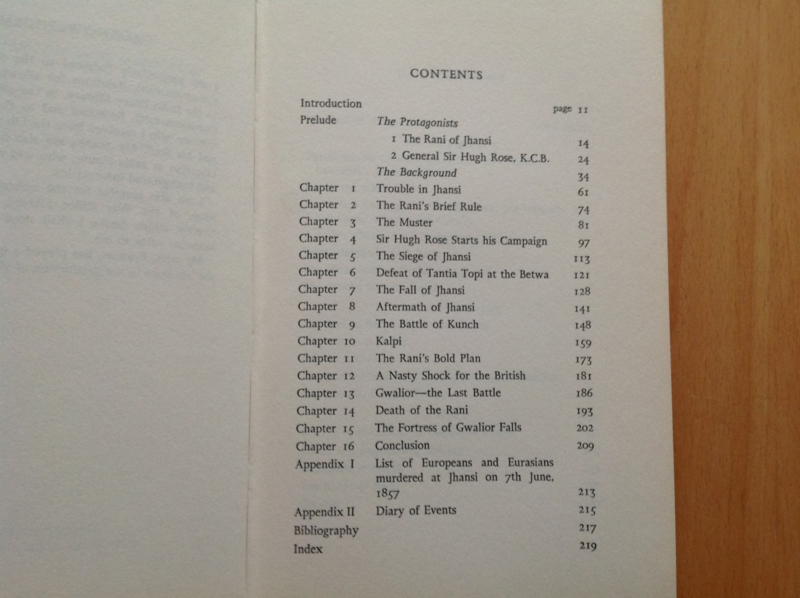 CONTENTS
Introduction page 11
Prelude The Protagonists
1 The Rani of Jhansi 14
2 General Sir Hugh Rose, K.C.B. 24
The Background 34
Chapter 1 Trouble in Jhansi 61
Chapter 2 The Rani's Brief Rule 74
Chapter 3 The Muster 81
Chapter 4 Sir Hugh Rose Starts his Campaign 97
Chapter 5 The Siege of Jhansi 113
Chapter 6 Defeat of Tantia Topi at the Betwa 121
Chapter 7 The Fall of Jhansi 128
Chapter 8 Aftermath of Jhansi 141
Chapter 9 The Battle of Kunch 148
Chapter 10 Kalpi 159
Chapter 11 The Rani's Bold Plan 173
Chapter 12 A Nasty Shock for the British 181
Chapter 13 Gwalior—the Last Battle 186
Chapter 14 Death of the Rani 193
Chapter 15 The Fortress of Gwalior Falls 202
Chapter 16 Conclusion 209
Appendix I List of Europeans and Eurasians
murdered at Jhansi on 7th June,
1857 213
Appendix II Diary of Events 215
Bibliography 217
Index 219